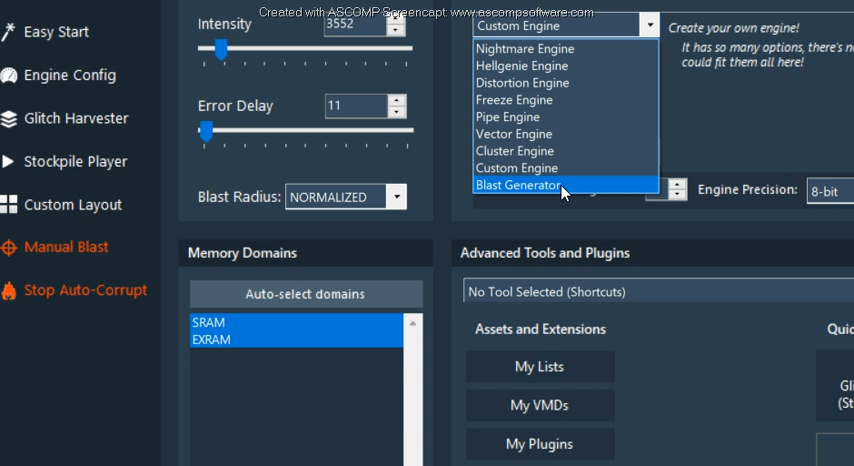 Created with ASCOMP Screencapt: www.ascompsoftware.com
Easy Start
Engine Config
Glitch Harvester
Stockpile Player
Custom Layout
Manual Blast
Stop Auto-Corrupt
Intensity
3552
Error Delay
11
Blast Radius:
NORMALIZED
Custom Engine
Nightmare Engine
Hellgenie Engine
Distortion Engine
Freeze Engine
Pipe Engine
Vector Engine
Cluster Engine
Custom Engine
Blast Generator
Create your own engine!
It has so many options, there's
could fit them all here!
Engine Precision:
8-bit
Memory Domains
Auto-select domains
SRAM
EXRAM
Advanced Tools and Plugins
No Tool Selected (Shortcuts)
Assets and Extensions
My Lists
My VMDs
My Plugins